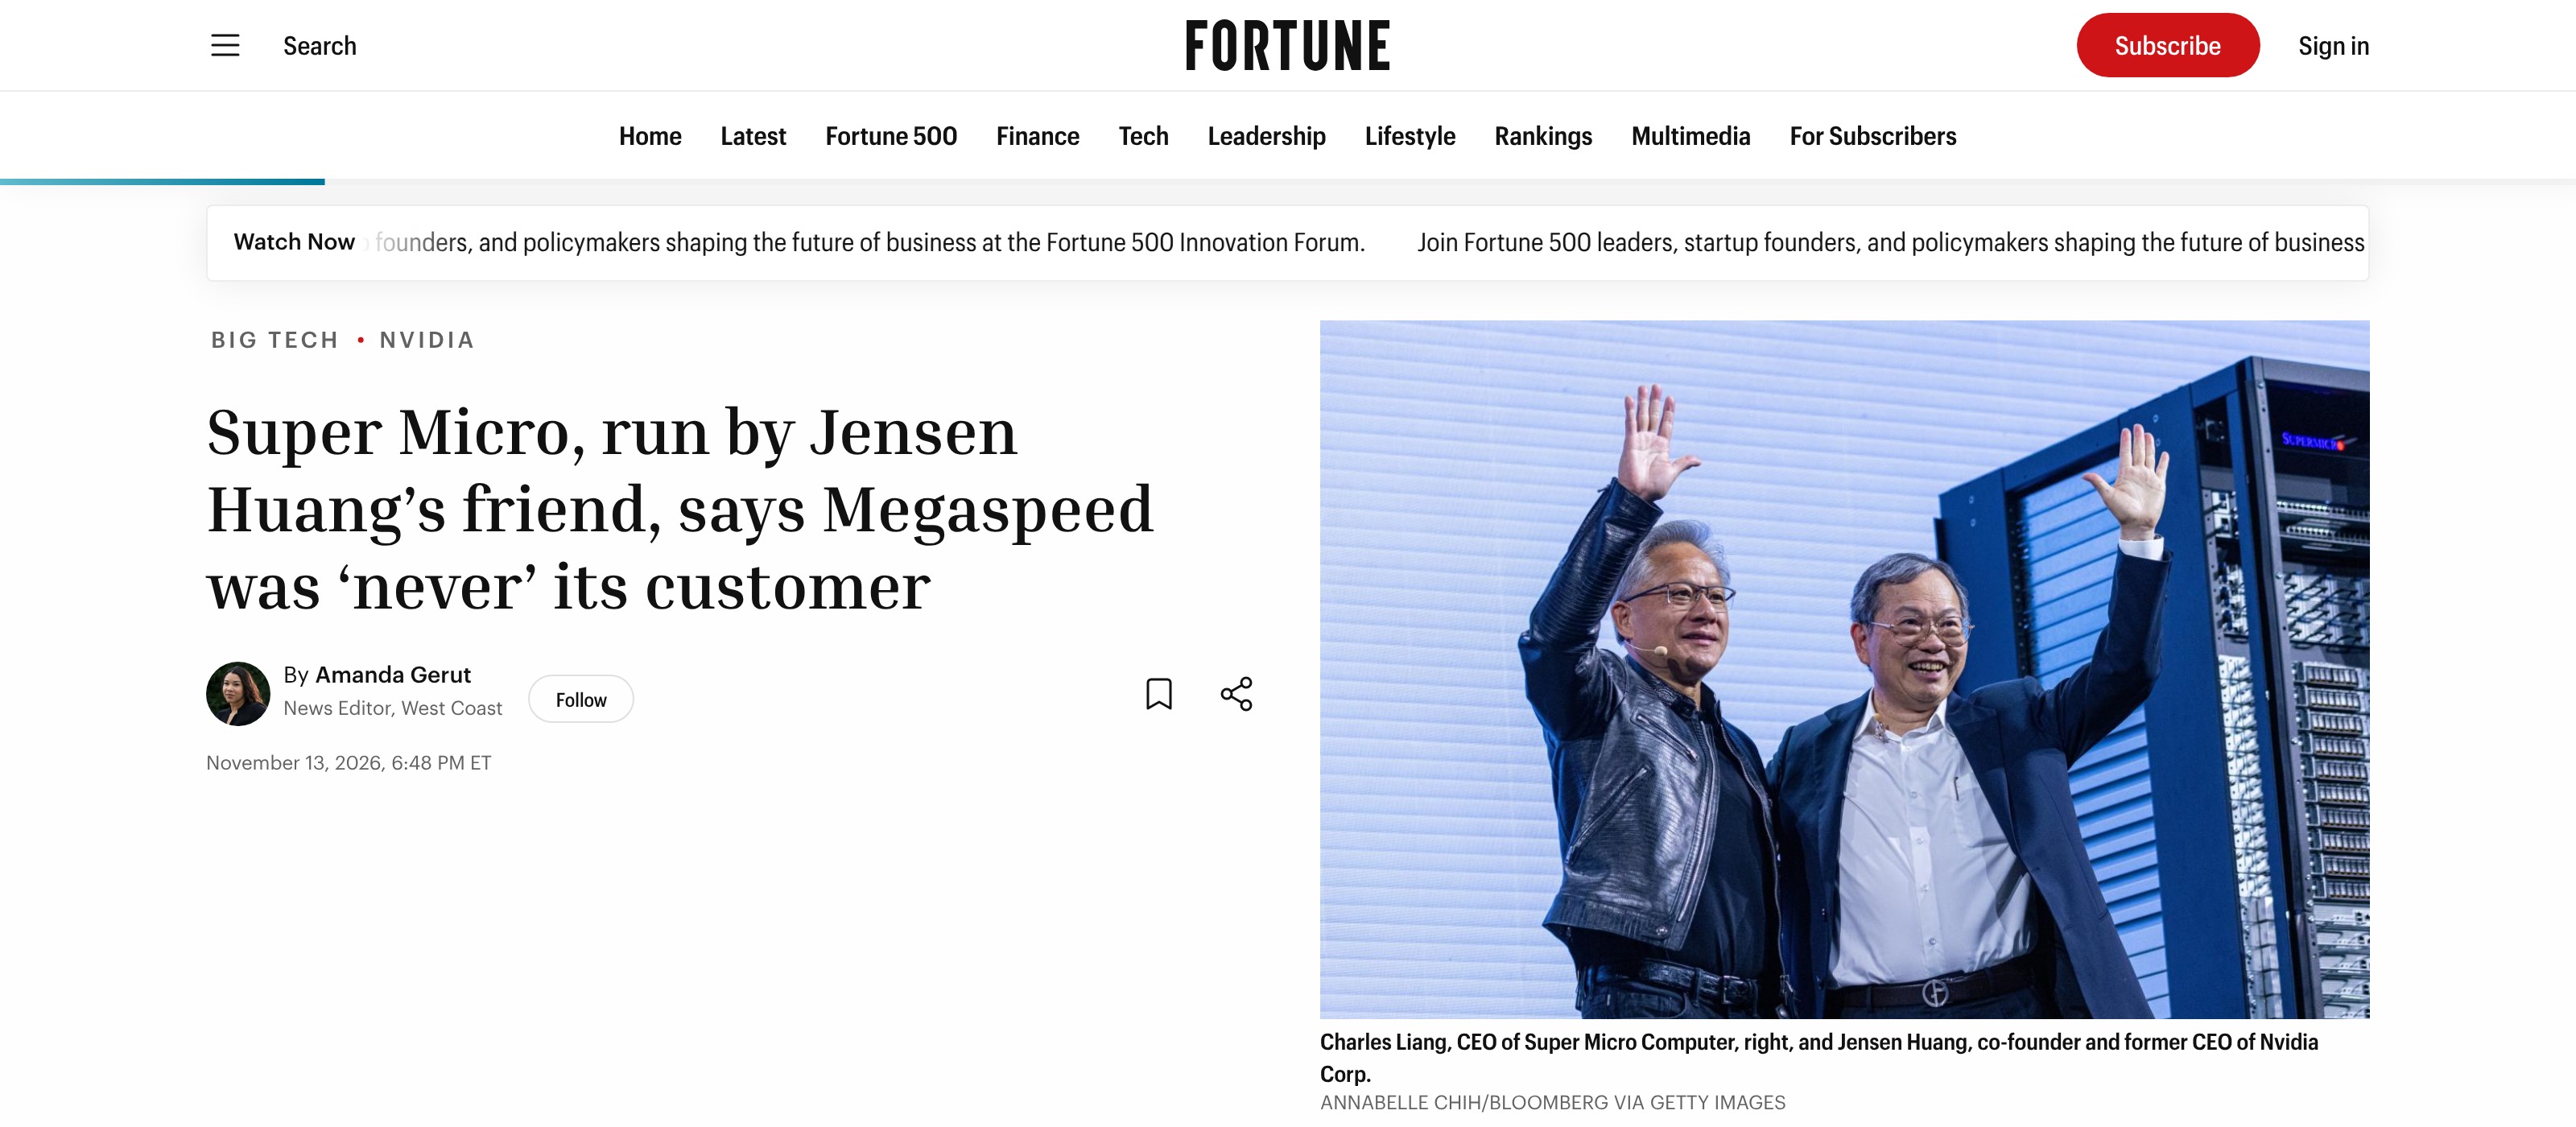 Search
FORTUNE
Subscribe
Sign in
Home Latest Fortune 500 Finance Tech Leadership Lifestyle Rankings Multimedia For Subscribers
Watch Now founders, and policymakers shaping the future of business at the Fortune 500 Innovation Forum. Join Fortune 500 leaders, startup founders, and policymakers shaping the future of business
BIG TECH • NVIDIA
Super Micro, run by Jensen
Huang’s friend, says Megaspeed
was ‘never’ its customer
By Amanda Gerut
News Editor, West Coast
Follow
November 13, 2026, 6:48 PM ET
SUPERMICRO
Charles Liang, CEO of Super Micro Computer, right, and Jensen Huang, co-founder and former CEO of Nvidia
Corp.
ANNABELLE CHIH/BLOOMBERG VIA GETTY IMAGES